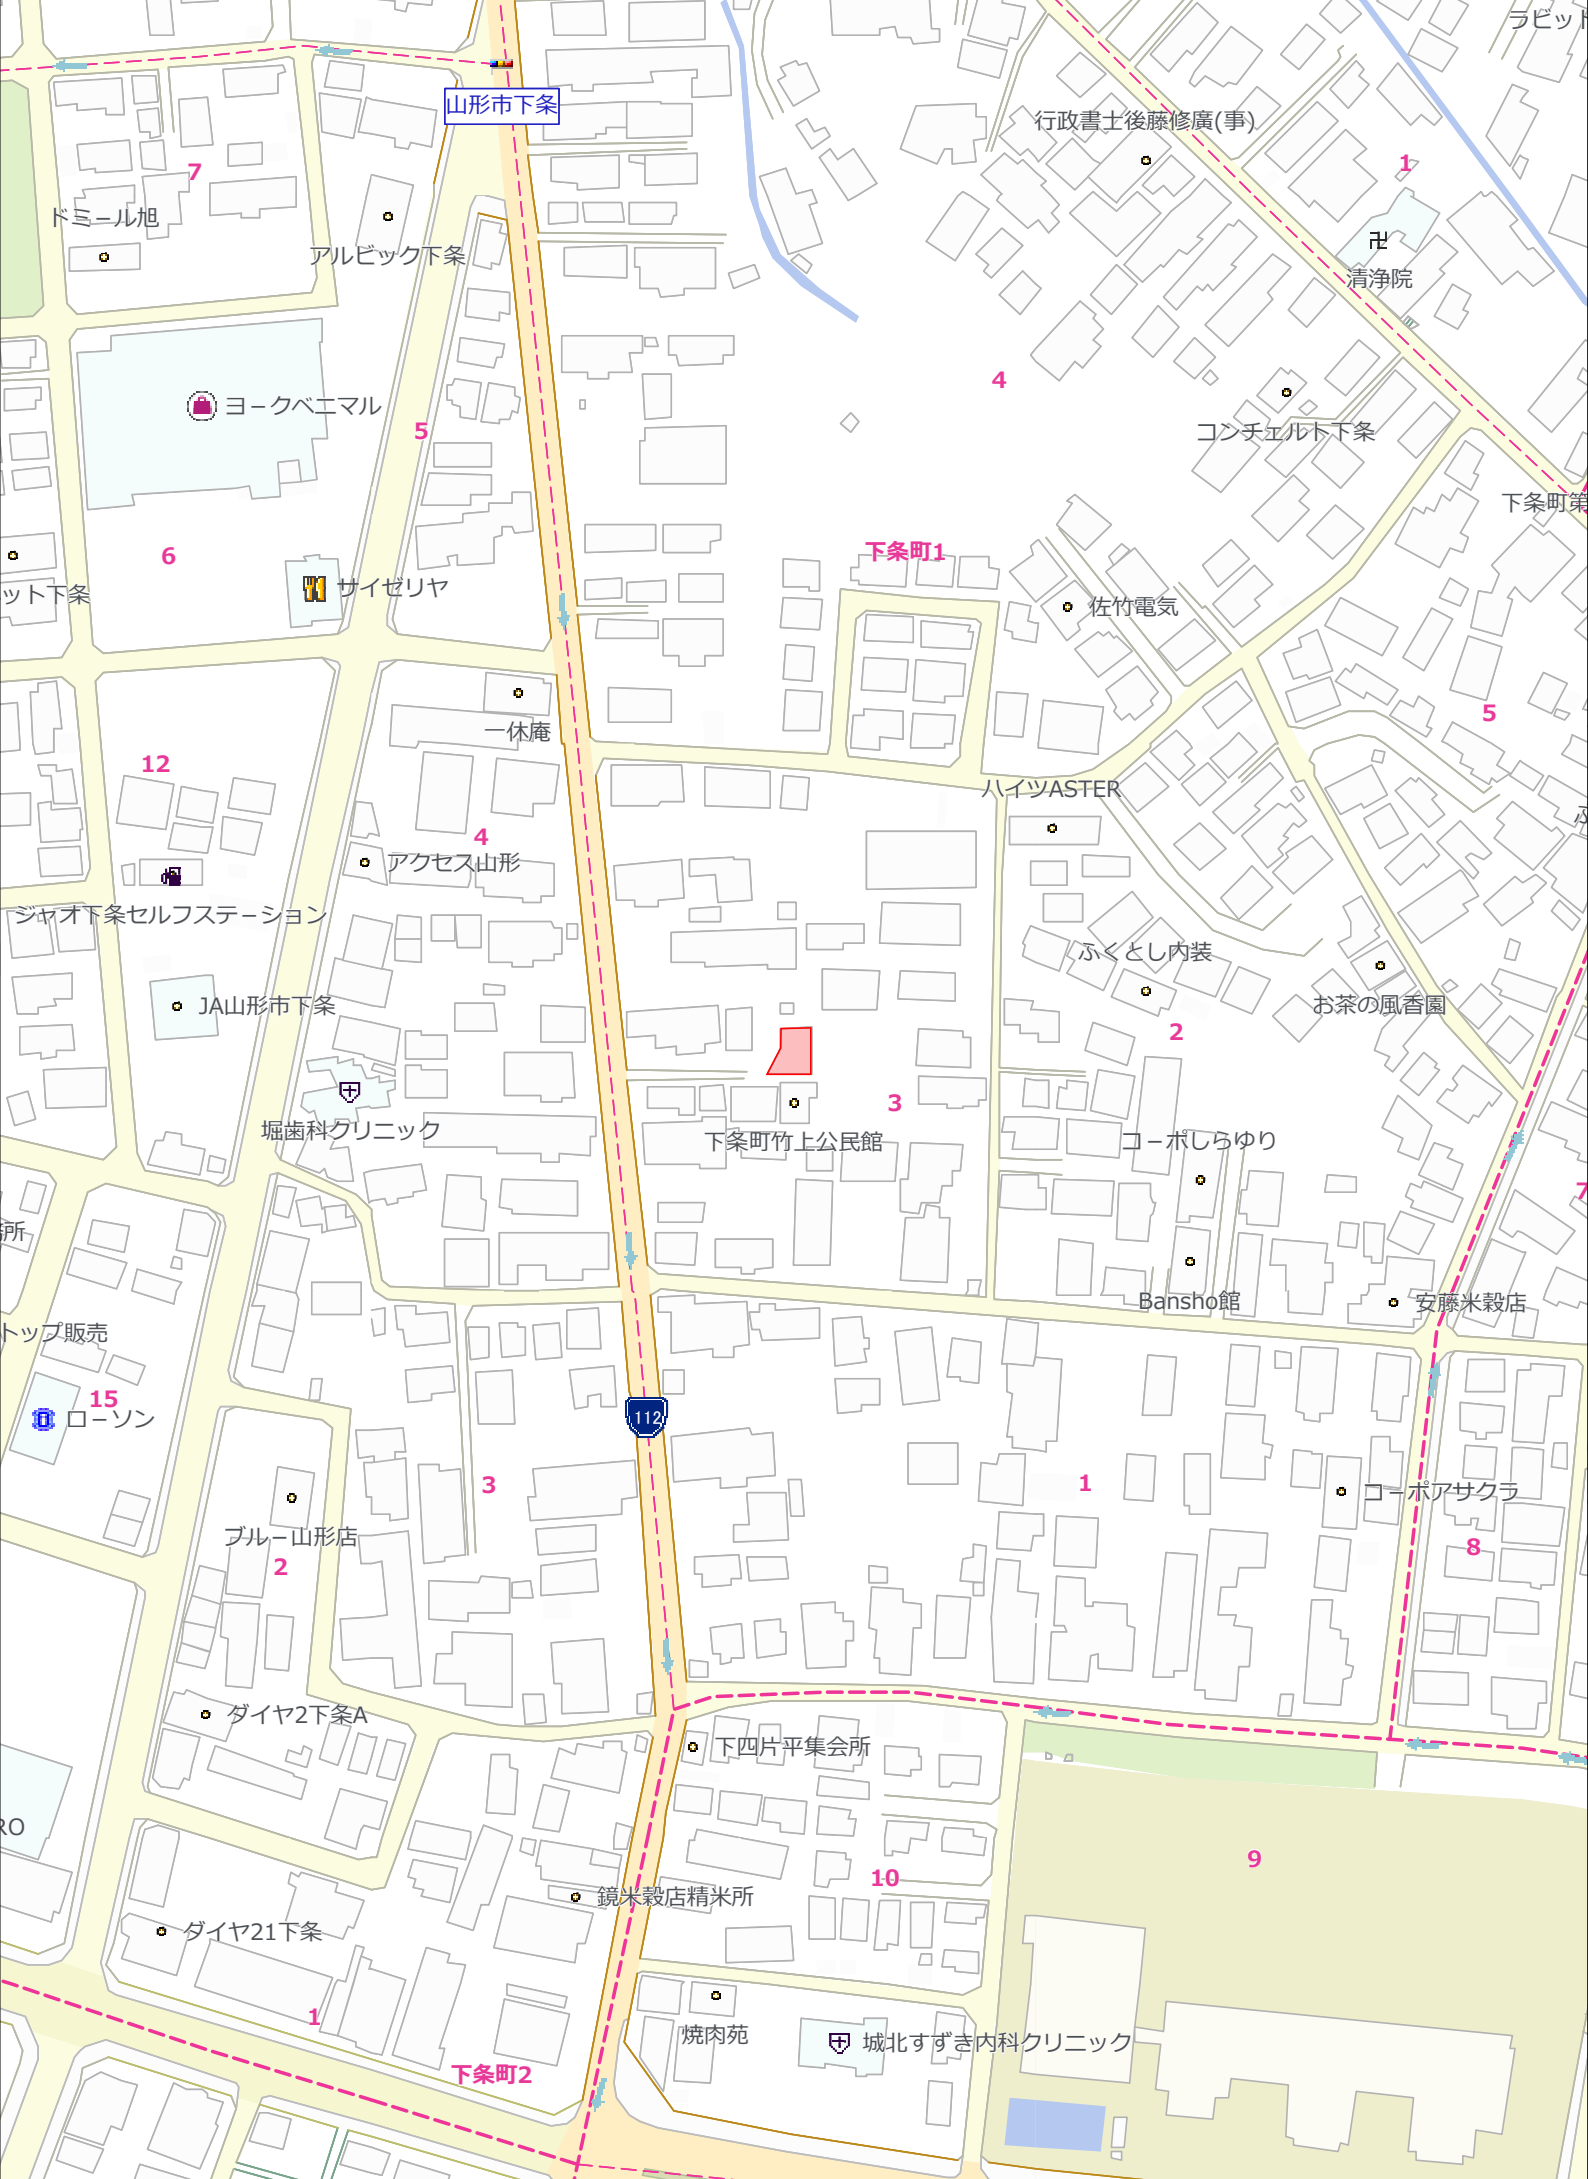 ラビット
山形市下条
行政書士後藤修廣(事)
1
7
ドミール旭
アルビック下条
清浄院
4
ヨークベニマル
5
コンチェルト下条
下条町第
6
下条町1
サイゼリヤ
ット下条
佐竹電気
5
一休庵
12
ハイツASTER
4
アクセス山形
ジャオ下条セルフステーション
ふくとし内装
JA山形市下条
お茶の風香園
2
3
堀歯科クリニック
下条町竹上公民館
コーポしらゆり
7
所
Bansho館
安藤米穀店
トップ販売
15
ローソン
112
3
1
コーポアサクラ
ブルー山形店
2
8
ダイヤ2下条A
下四片平集会所
RO
9
10
鏡米穀店精米所
ダイヤ21下条
1
焼肉苑
城北すずき内科クリニック
下条町2